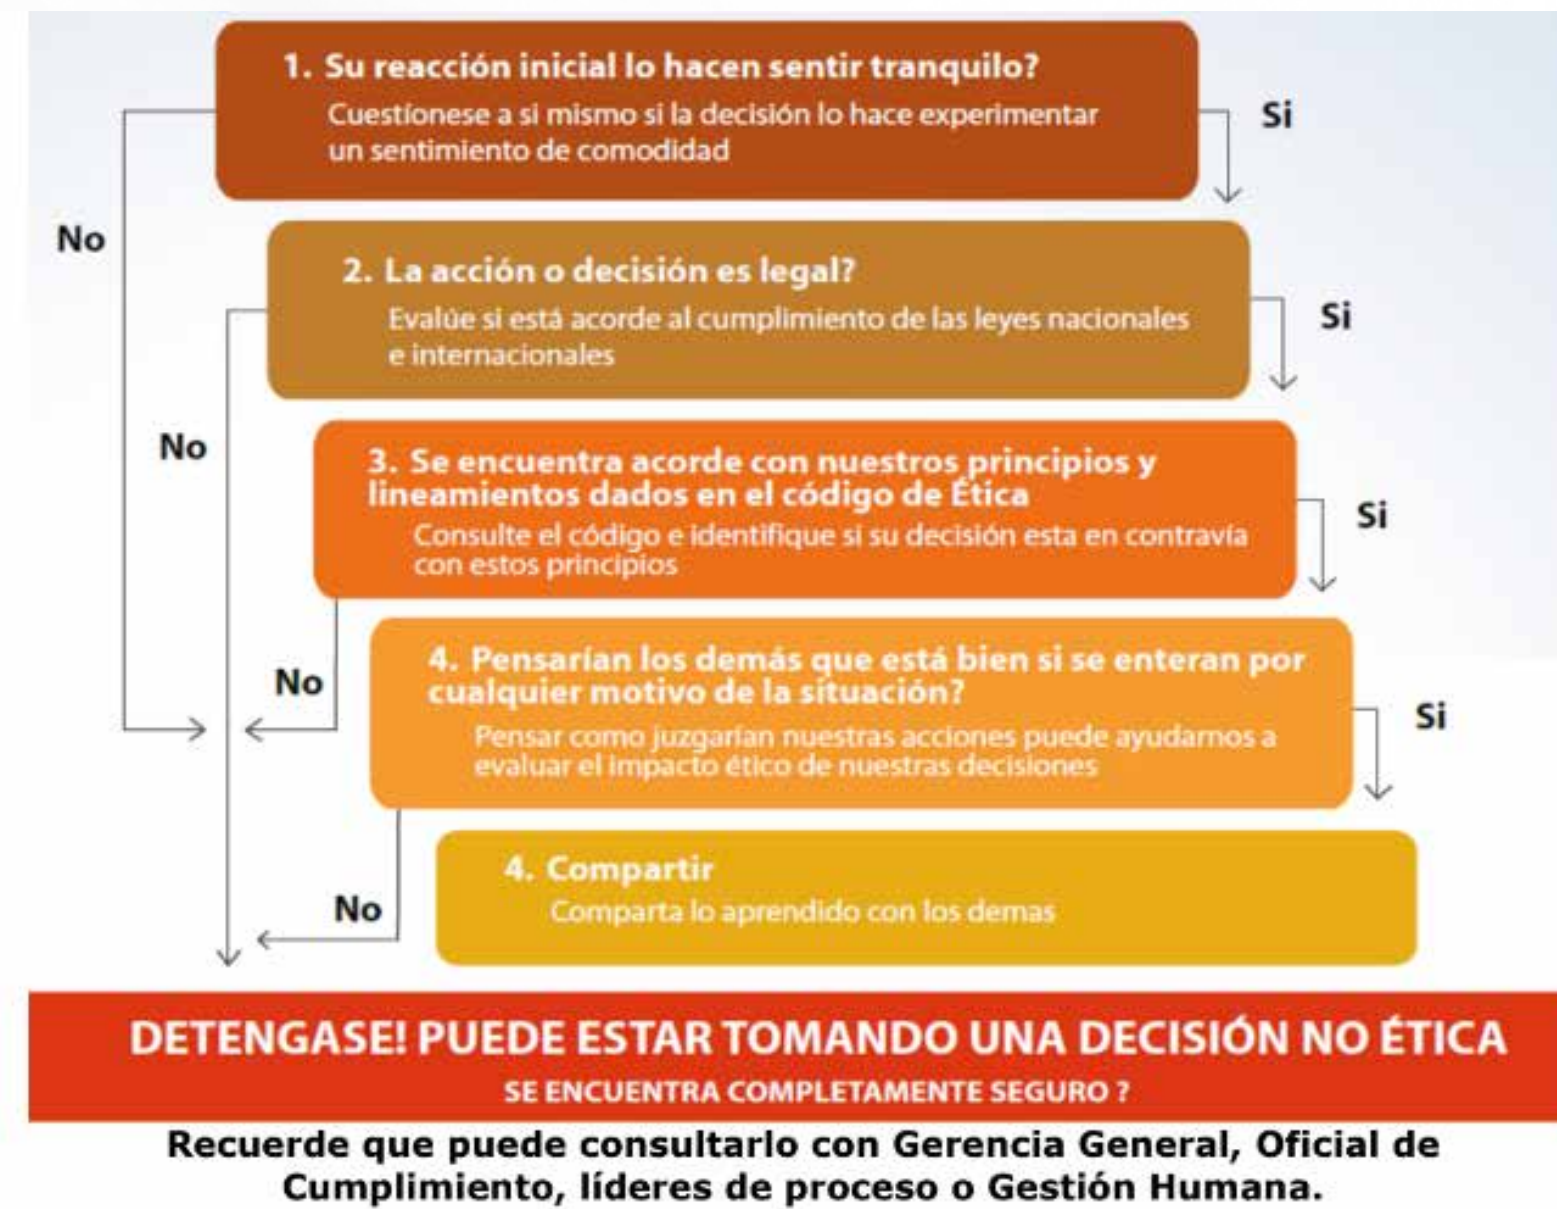 1. Su reacción inicial lo hacen sentir tranquilo?
Cuestíonese a si mismo si la decisión lo hace experimentar
un sentimiento de comodidad
Si
No
2. La acción o decisión es legal?
Evalúe si está acorde al cumplimiento de las leyes nacionales
e internacionales
Si
No
3. Se encuentra acorde con nuestros principios y
lineamientos dados en el código de Ética
Consulte el código e identifique si su decisión esta en contravía
con estos principios
Si
No
4. Pensarían los demás que está bien si se enteran por
cualquier motivo de la situación?
Pensar como juzgarian nuestras acciones puede ayudarnos a
evaluar el impacto ético de nuestras decisiones
Si
No
4. Compartir
Comparta lo aprendido con los demas
DETENGASE! PUEDE ESTAR TOMANDO UNA DECISIÓN NO ÉTICA
SE ENCUENTRA COMPLETAMENTE SEGURO ?
Recuerde que puede consultarlo con Gerencia General, Oficial de
Cumplimiento, líderes de proceso o Gestión Humana.